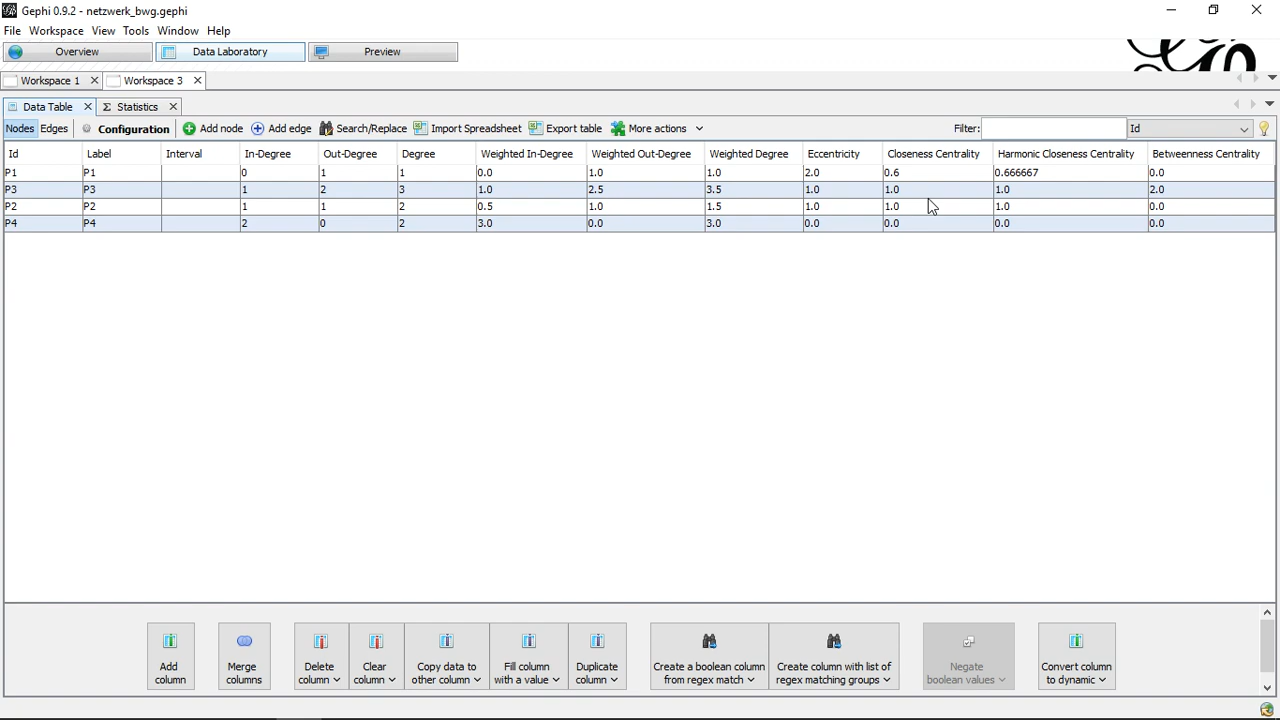 Gephi 0.9.2 - netzwerk_bwg.gephi
File Workspace View Tools Window Help
Overview Data Laboratory Preview
Workspace 1 Workspace 3
Data Table Statistics
Nodes Edges Configuration Add node Add edge Search/Replace Import Spreadsheet Export table More actions Filter: Id
Id Label Interval In-Degree Out-Degree Degree Weighted In-Degree Weighted Out-Degree Weighted Degree Eccentricity Closeness Centrality Harmonic Closeness Centrality Betweenness Centrality
P1 P1 0 1 1 0.0 1.0 1.0 2.0 0.6 0.666667 0.0
P3 P3 1 2 3 1.0 2.5 3.5 1.0 1.0 1.0 2.0
P2 P2 1 1 2 0.5 1.0 1.5 1.0 1.0 1.0 0.0
P4 P4 2 0 2 3.0 0.0 3.0 0.0 0.0 0.0 0.0
Add Merge Delete Clear Copy data to Fill column Duplicate Create a boolean column Create column with list of Negate Convert column
column columns column column other column with a value column from regex match regex matching groups boolean values to dynamic